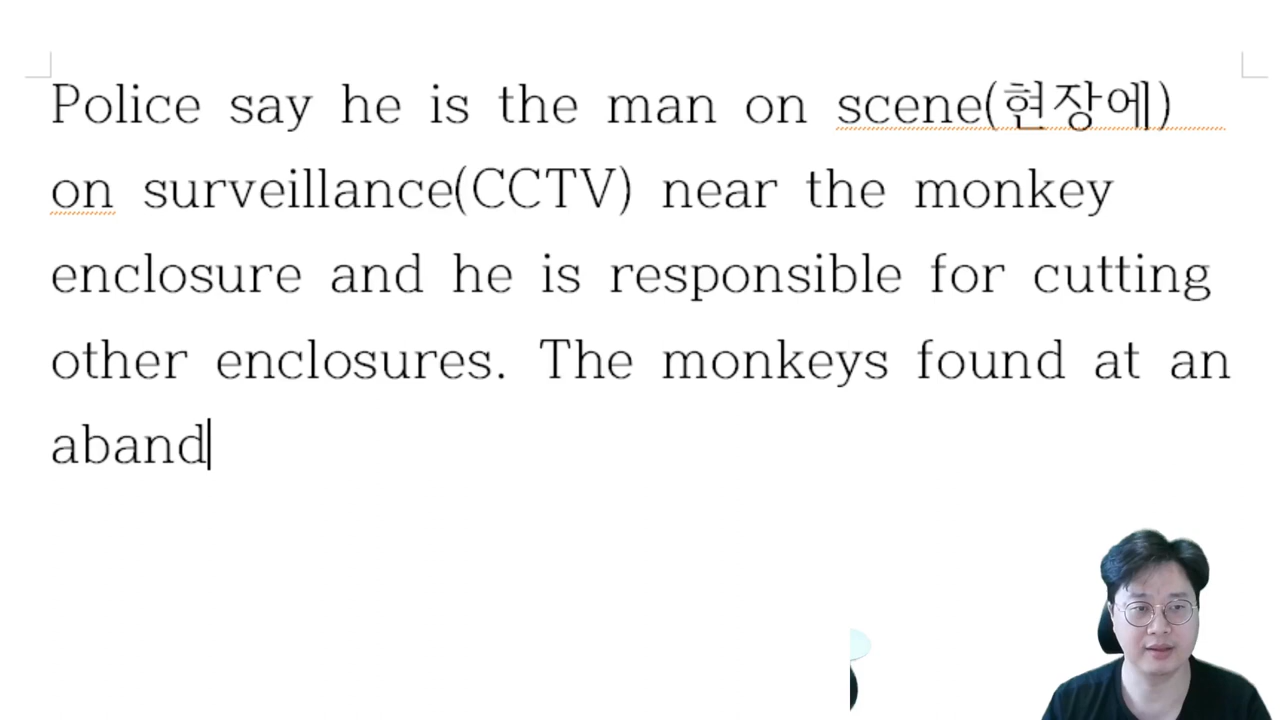 Police say he is the man on scene(현장에)
on surveillance(CCTV) near the monkey
enclosure and he is responsible for cutting
other enclosures. The monkeys found at an
aband